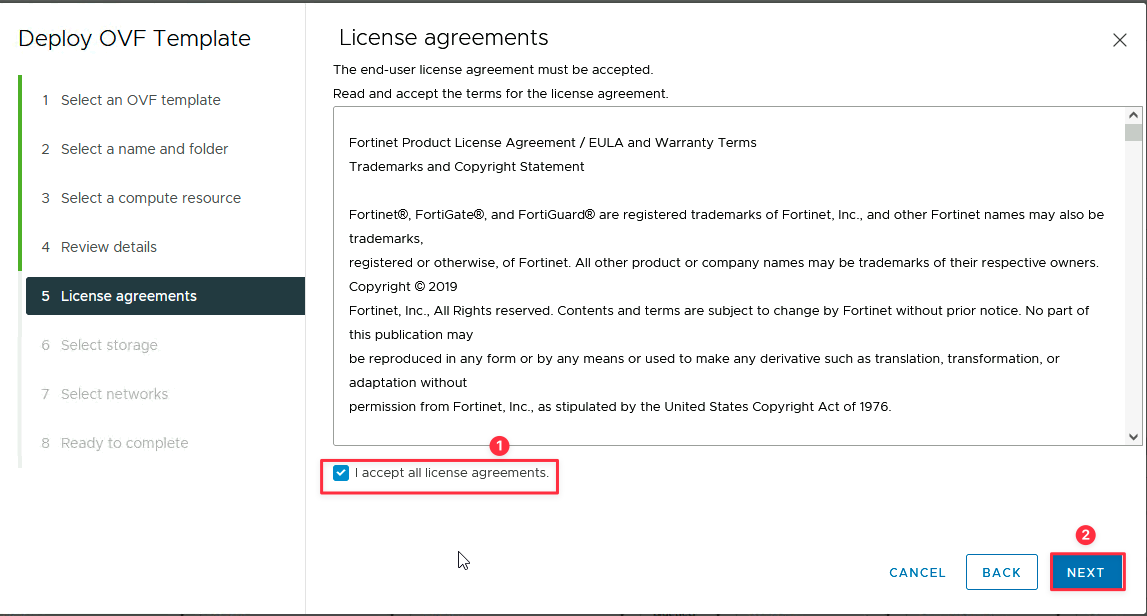 Deploy OVF Template
1 Select an OVF template
2 Select a name and folder
3 Select a compute resource
4 Review details
5 License agreements
6 Select storage
7 Select networks
8 Ready to complete
License agreements
The end-user license agreement must be accepted.
Read and accept the terms for the license agreement.
Fortinet Product License Agreement / EULA and Warranty Terms
Trademarks and Copyright Statement
Fortinet®, FortiGate®, and FortiGuard® are registered trademarks of Fortinet, Inc., and other Fortinet names may also be
trademarks,
registered or otherwise, of Fortinet. All other product or company names may be trademarks of their respective owners.
Copyright © 2019
Fortinet, Inc., All Rights reserved. Contents and terms are subject to change by Fortinet without prior notice. No part of
this publication may
be reproduced in any form or by any means or used to make any derivative such as translation, transformation, or
adaptation without
permission from Fortinet, Inc., as stipulated by the United States Copyright Act of 1976.
1
I accept all license agreements.
2
CANCEL BACK NEXT